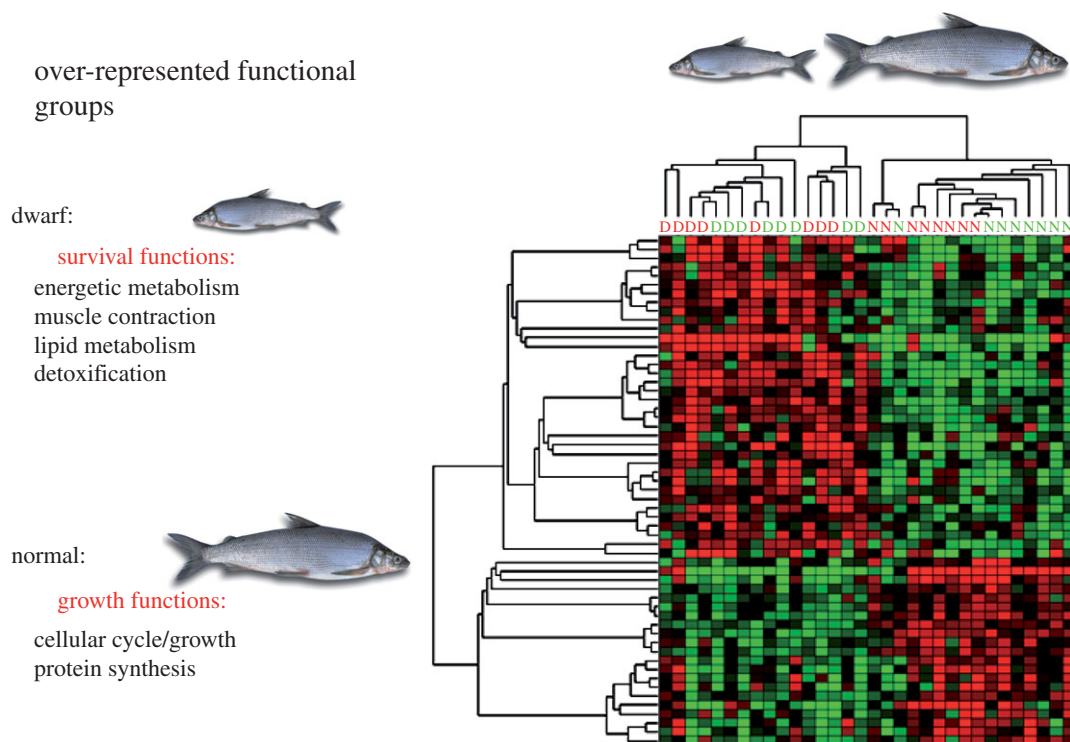 over-represented functional
groups
dwarf:
survival functions:
energetic metabolism
muscle contraction
lipid metabolism
detoxification
normal:
growth functions:
cellular cycle/growth
protein synthesis
D D D D D D D D D D D D D D D D N N N N N N N N N N N N N N N N